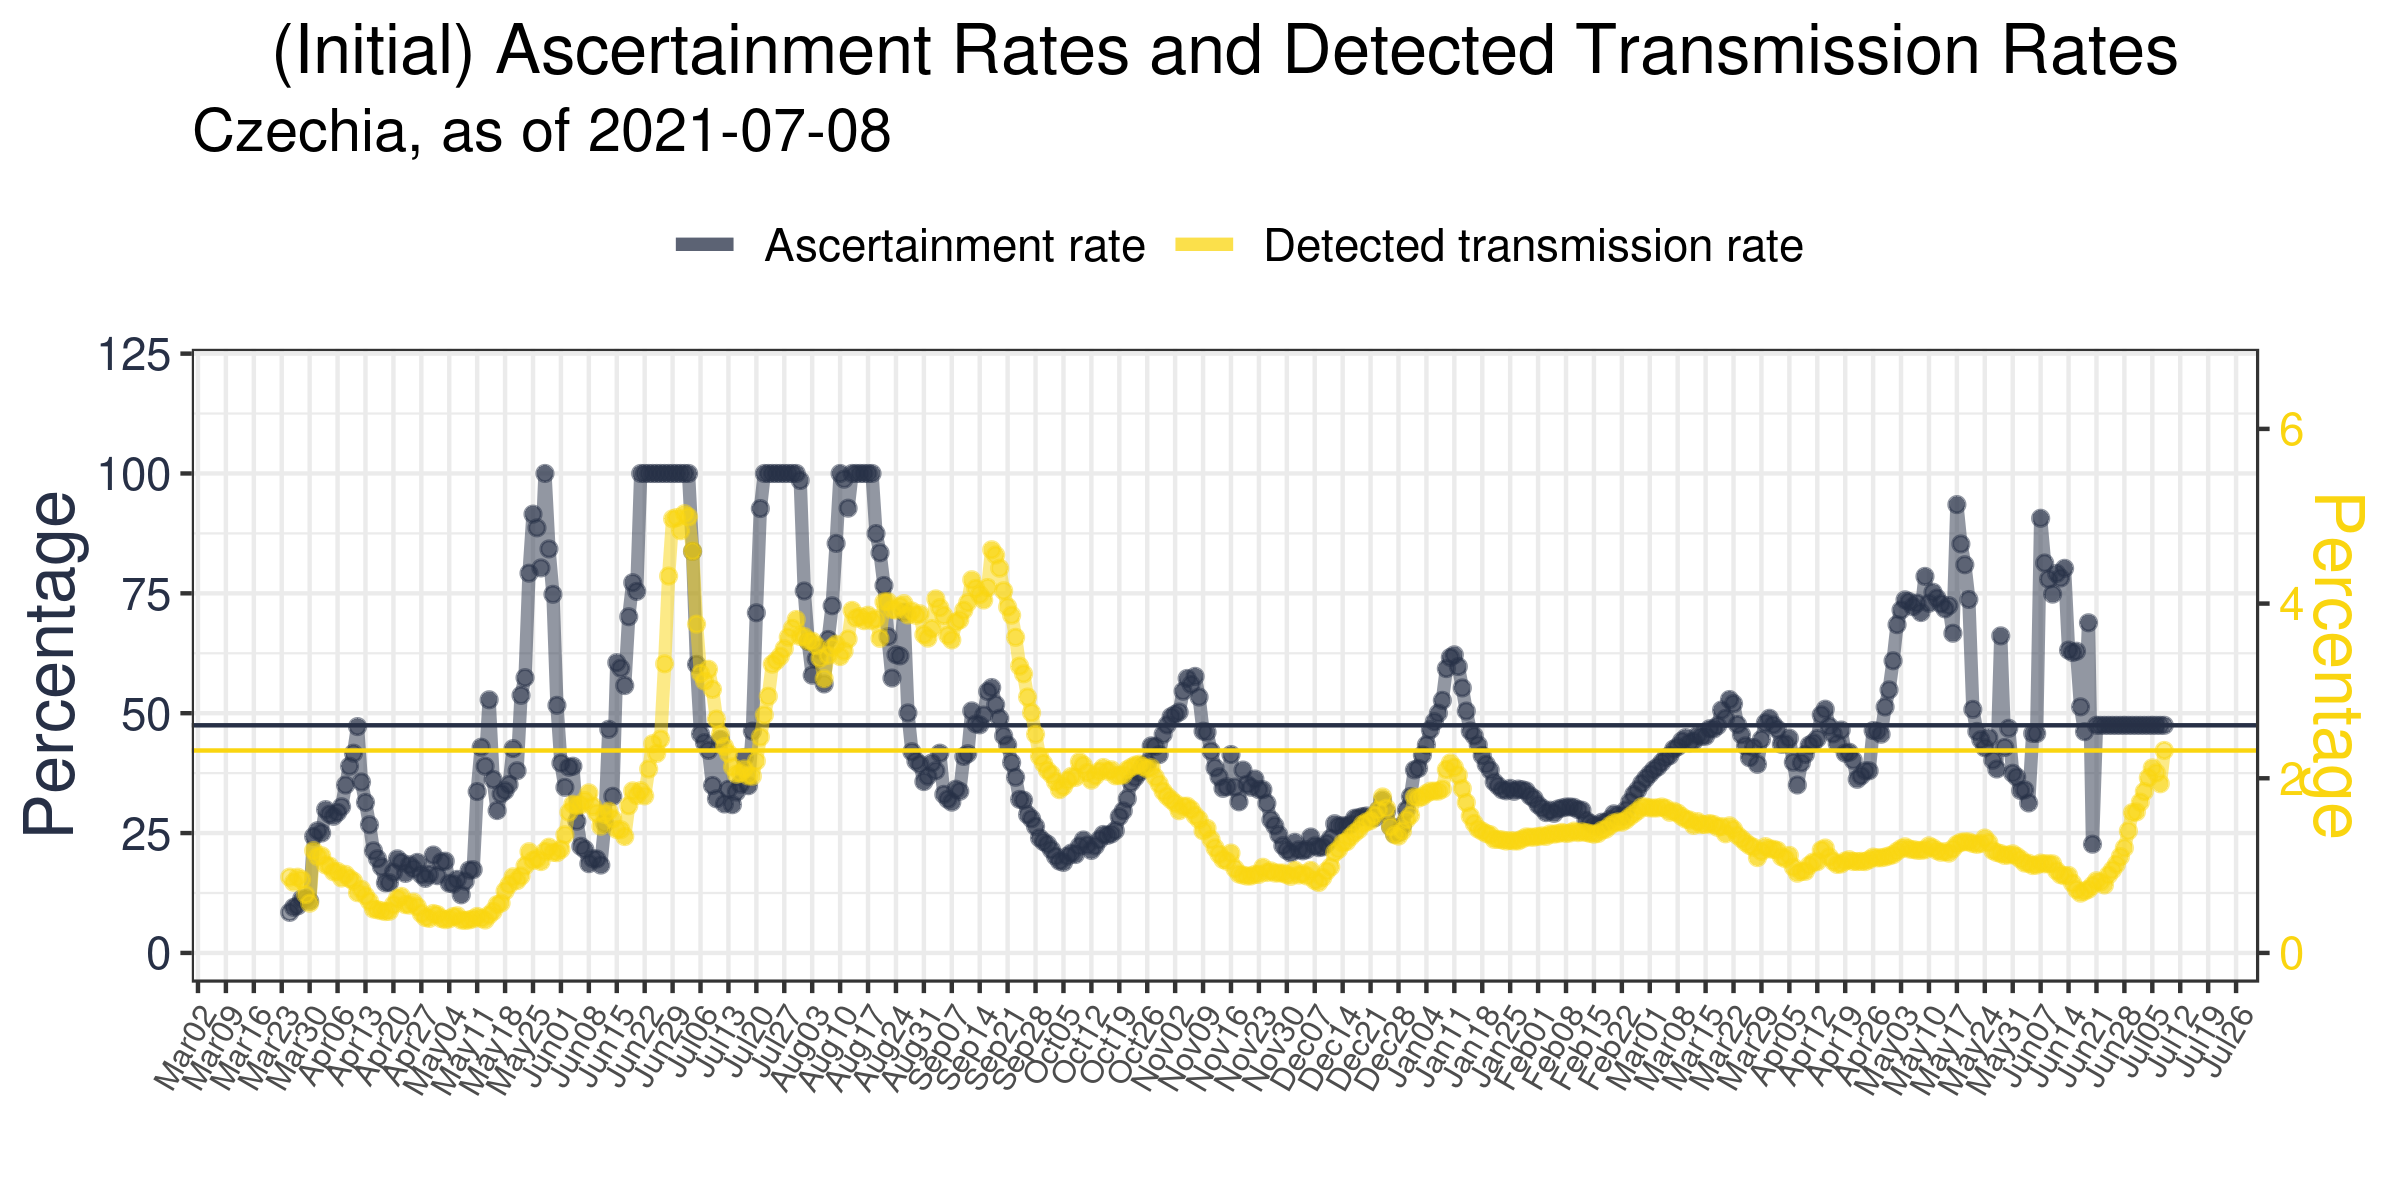 (Initial) Ascertainment Rates and Detected Transmission Rates
Czechia, as of 2021-07-08
Ascertainment rate
Detected transmission rate
Percentage
125
100
75
50
25
0
6
4
2
0
Percentage
Mar02
Mar09
Mar16
Mar23
Mar30
Apr06
Apr13
Apr20
Apr27
May04
May11
May18
May25
Jun01
Jun08
Jun15
Jun22
Jun29
Jul06
Jul13
Jul20
Jul27
Aug03
Aug10
Aug17
Aug24
Aug31
Sep07
Sep14
Sep21
Sep28
Oct05
Oct12
Oct19
Oct26
Nov02
Nov09
Nov16
Nov23
Nov30
Dec07
Dec14
Dec21
Dec28
Jan04
Jan11
Jan18
Jan25
Feb01
Feb08
Feb15
Feb22
Mar01
Mar08
Mar15
Mar22
Mar29
Apr05
Apr12
Apr19
Apr26
May03
May10
May17
May24
May31
Jun07
Jun14
Jun21
Jun28
Jul05
Jul12
Jul19
Jul26